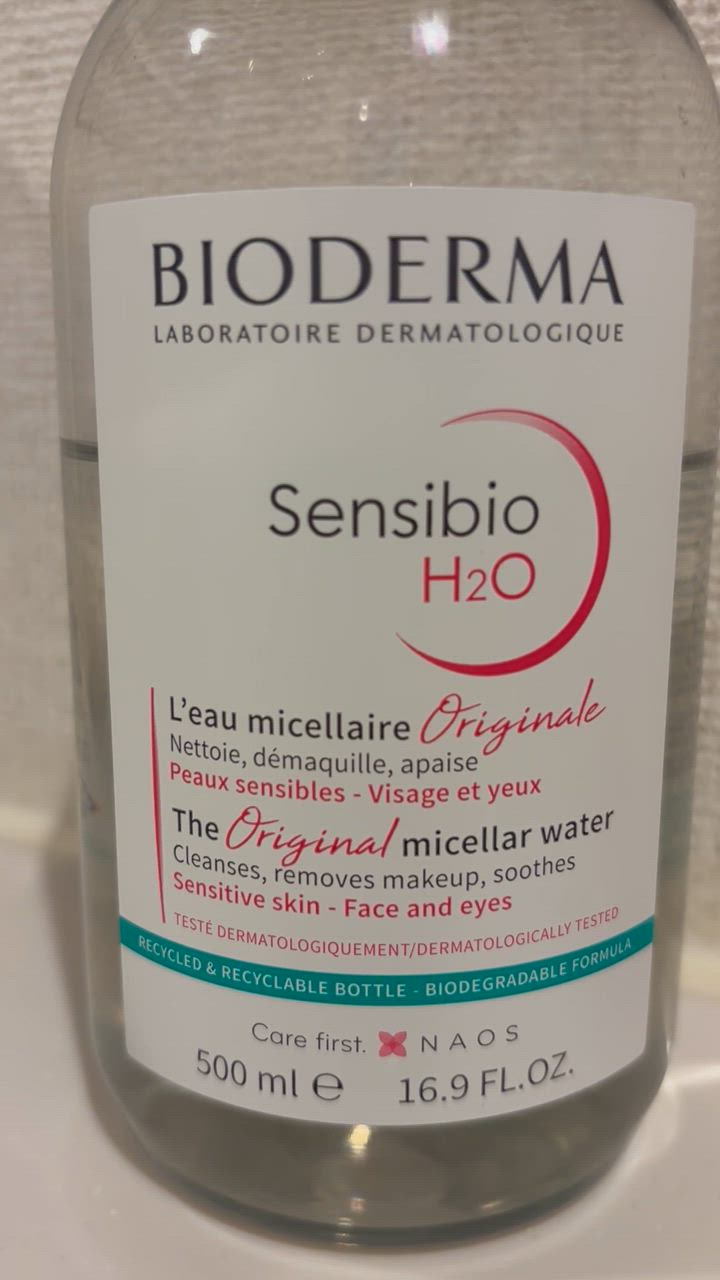 BIODERMA
LABORATOIRE DERMATOLOGIQUE
Sensibio
H2O
L'eau micellaire Originale
Nettoie, démaquille, apaise
Peaux sensibles - Visage et yeux
The Original micellar water
Cleanses, removes makeup, soothes
Sensitive skin - Face and eyes
TESTÉ DERMATOLOGIQUEMENT/DERMATOLOGICALLY TESTED
RECYCLED & RECYCLABLE BOTTLE - BIODEGRADABLE FORMULA
Care first. NAOS
500 ml ℮ 16.9 FL.OZ.